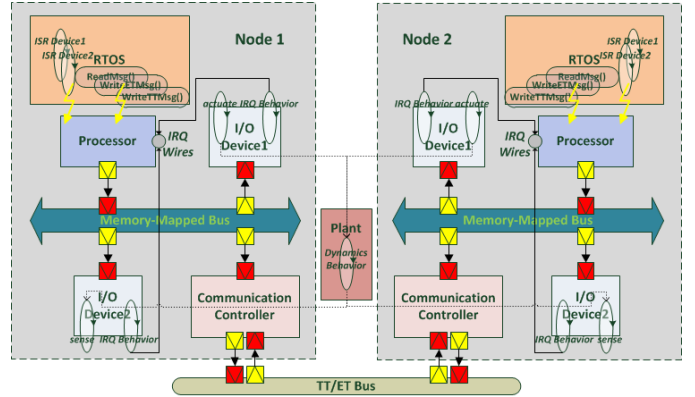 ISR Device1
ISR Device2
RTOS
ReadMsg()
WriteETMsg()
WriteTTMsg()
Node 1
Processor
IRQ
Wires
actuate IRQ Behavior
I/O
Device1
Memory-Mapped Bus
I/O
Device2
sense IRQ Behavior
Communication
Controller
Plant
Dynamics
Behavior
Node 2
ISR Device1
ISR Device2
RTOS
ReadMsg()
WriteETMsg()
WriteTTMsg()
IRQ Behavior actuate
I/O
Device1
IRQ
Wires
Processor
Memory-Mapped Bus
Communication
Controller
I/O
Device2
IRQ Behavior sense
TT/ET Bus